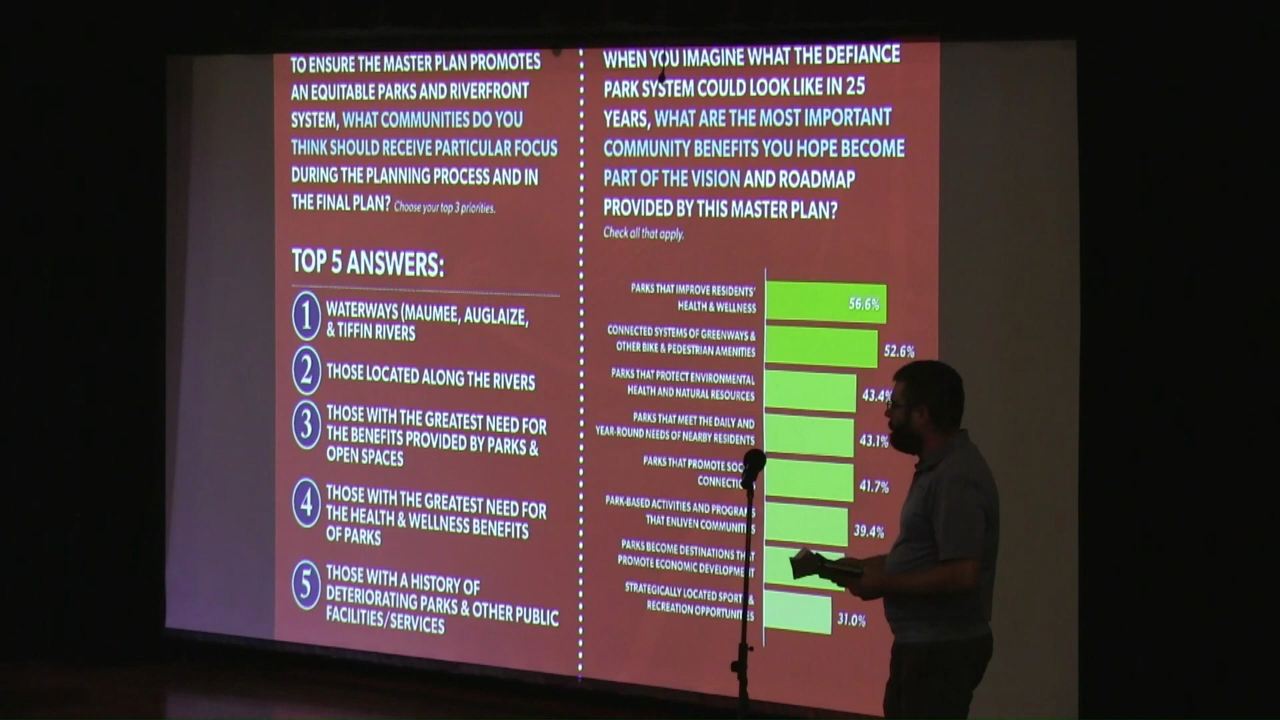 TO ENSURE THE MASTER PLAN PROMOTES
AN EQUITABLE PARKS AND RIVERFRONT
SYSTEM, WHAT COMMUNITIES DO YOU
THINK SHOULD RECEIVE PARTICULAR FOCUS
DURING THE PLANNING PROCESS AND IN
THE FINAL PLAN? Choose your top 3 priorities.
TOP 5 ANSWERS:
1 WATERWAYS (MAUMEE, AUGLAIZE,
& TIFFIN RIVERS
2 THOSE LOCATED ALONG THE RIVERS
3 THOSE WITH THE GREATEST NEED FOR
THE BENEFITS PROVIDED BY PARKS &
OPEN SPACES
4 THOSE WITH THE GREATEST NEED FOR
THE HEALTH & WELLNESS BENEFITS
OF PARKS
5 THOSE WITH A HISTORY OF
DETERIORATING PARKS & OTHER PUBLIC
FACILITIES/SERVICES
WHEN YOU IMAGINE WHAT THE DEFIANCE
PARK SYSTEM COULD LOOK LIKE IN 25
YEARS, WHAT ARE THE MOST IMPORTANT
COMMUNITY BENEFITS YOU HOPE BECOME
PART OF THE VISION AND ROADMAP
PROVIDED BY THIS MASTER PLAN?
Check all that apply.
PARKS THAT IMPROVE RESIDENTS'
HEALTH & WELLNESS
56.6%
CONNECTED SYSTEMS OF GREENWAYS &
OTHER BIKE & PEDESTRIAN AMENITIES
52.6%
PARKS THAT PROTECT ENVIRONMENTAL
HEALTH AND NATURAL RESOURCES
43.4%
PARKS THAT MEET THE DAILY AND
YEAR-ROUND NEEDS OF NEARBY RESIDENTS
43.1%
PARKS THAT PROMOTE
41.7%
PARK-BASED ACTIVITIES AND PROGRAMS
THAT ENLIVEN COMMUNITIES
39.4%
PARKS BECOME DESTINATIONS THAT
PROMOTE ECONOMIC DEVELOPMENT
STRATEGICALLY LOCATED SPORTS &
RECREATION OPPORTUNITIES
31.0%